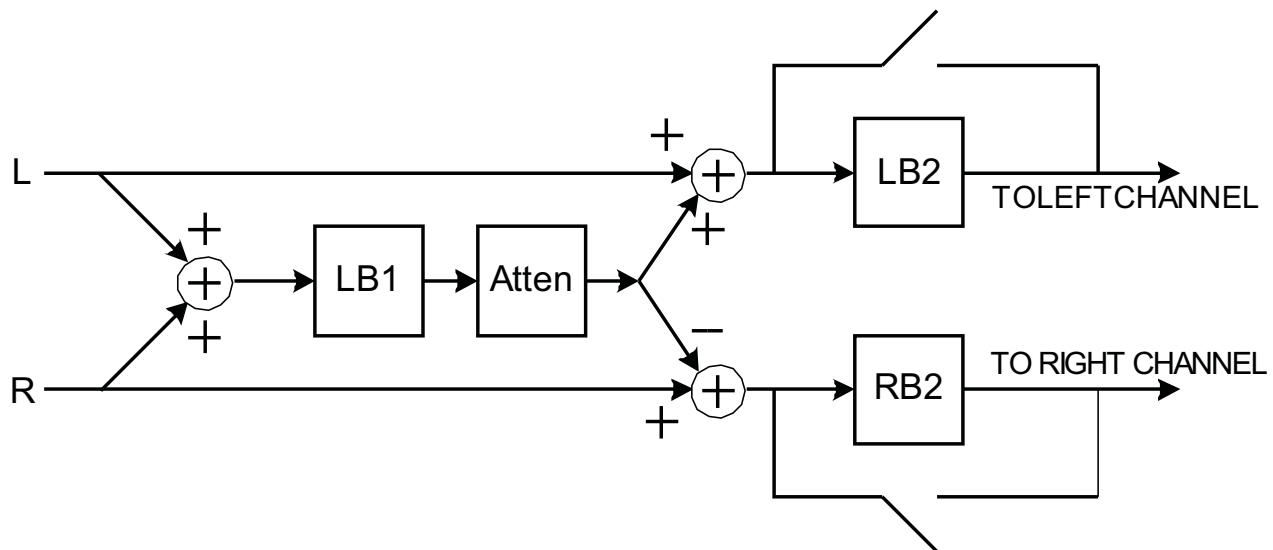 L
+
+
LB2
TOLEFTCHANNEL
+
+
+
LB1
Atten
+
+
–
TO RIGHT CHANNEL
R
+
RB2
+